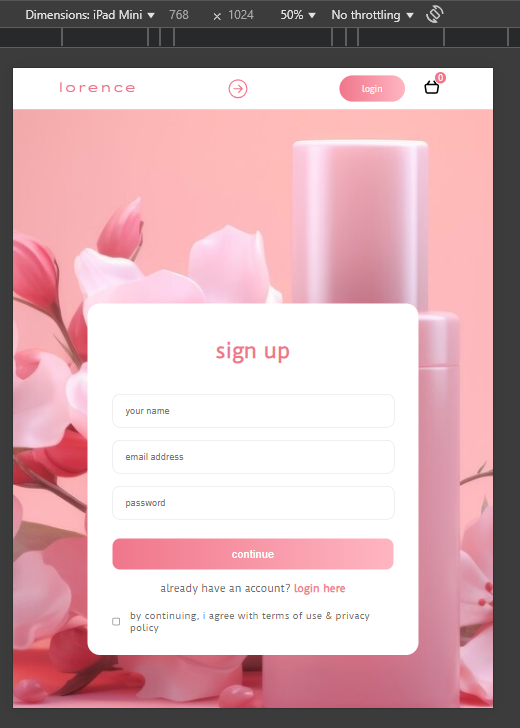 Dimensions: iPad Mini ▼ 768 × 1024 50% ▼ No throttling ▼
lorence
login
0
sign up
your name
email address
password
continue
already have an account? login here
by continuing, i agree with terms of use & privacy
policy